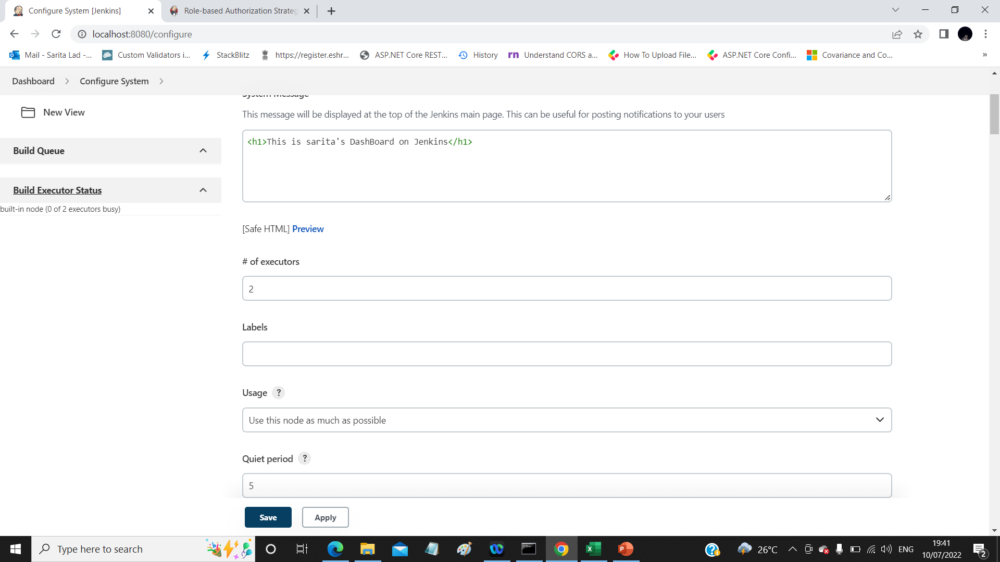 Configure System [Jenkins]
Role-based Authorization Strateg
localhost:8080/configure
Mail - Sarita Lad -...
Custom Validators i...
StackBlitz
https://register.eshr...
ASP.NET Core REST...
History
rn Understand CORS a...
How To Upload File...
ASP.NET Core Confi...
Covariance and Co...
»
Dashboard
Configure System
System Message
New View
This message will be displayed at the top of the Jenkins main page. This can be useful for posting notifications to your users
<h1>This is sarita's DashBoard on Jenkins</h1>
Build Queue
Build Executor Status
built-in node (0 of 2 executors busy)
[Safe HTML] Preview
# of executors
2
Labels
Usage ?
Use this node as much as possible
Quiet period ?
5
Save
Apply
Type here to search
26°C
ENG
19:41
10/07/2022
2